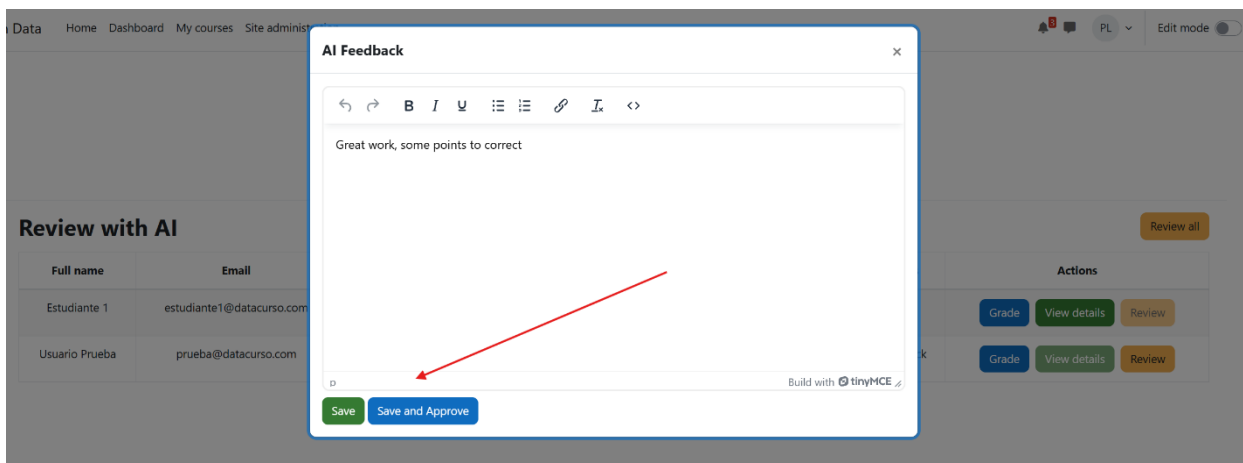 Data Home Dashboard My courses Site administ
3 PL Edit mode
AI Feedback ×
B I U
Great work, some points to correct
p Build with tinyMCE
Save Save and Approve
Review with AI
Review all
Full name Email Actions
Estudiante 1 estudiante1@datacurso.com Grade View details Review
Usuario Prueba prueba@datacurso.com k Grade View details Review